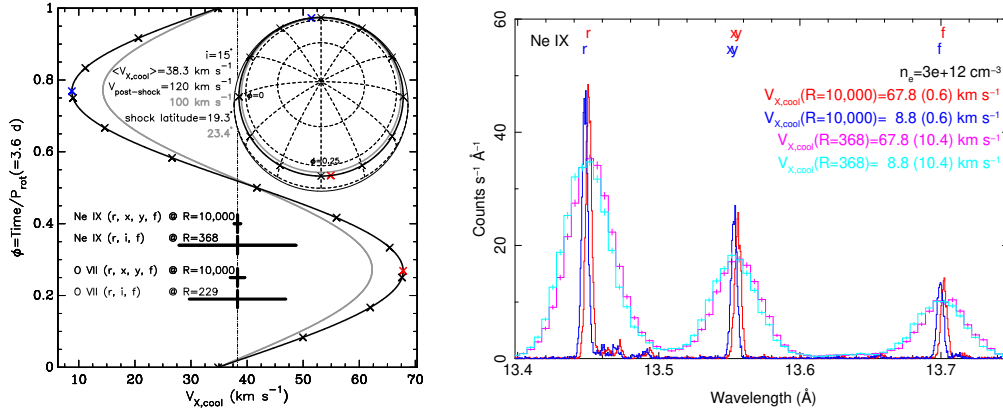 i=15°
<V_X,cool>=38.3 km s⁻¹
V_post-shock=120 km s⁻¹
100 km s⁻¹
shock latitude=19.3°
23.4°
ϕ=0
ϕ=0.25
Ne IX (r, x, y, f) @ R=10,000
Ne IX (r, i, f) @ R=368
O VII (r, x, y, f) @ R=10,000
O VII (r, i, f) @ R=229
ϕ=Time/P_rot(=3.6 d)
1
0.8
0.6
0.4
0.2
0
10 20 30 40 50 60 70
V_X,cool (km s⁻¹)
Ne IX
r xy f
r xy f
n_e=3e+12 cm⁻³
V_X,cool(R=10,000)=67.8 (0.6) km s⁻¹
V_X,cool(R=10,000)= 8.8 (0.6) km s⁻¹
V_X,cool(R=368)=67.8 (10.4) km s⁻¹
V_X,cool(R=368)= 8.8 (10.4) km s⁻¹
Counts s⁻¹ Å⁻¹
60
40
20
0
13.4 13.5 13.6 13.7
Wavelength (Å)